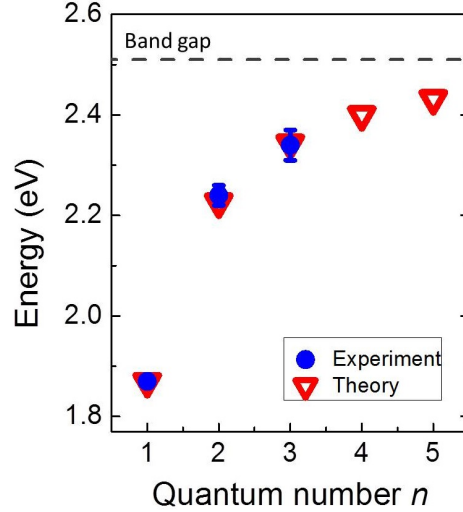 2.6
Band gap
2.4
2.2
2.0
1.8
Energy (eV)
Experiment
Theory
1 2 3 4 5
Quantum number n